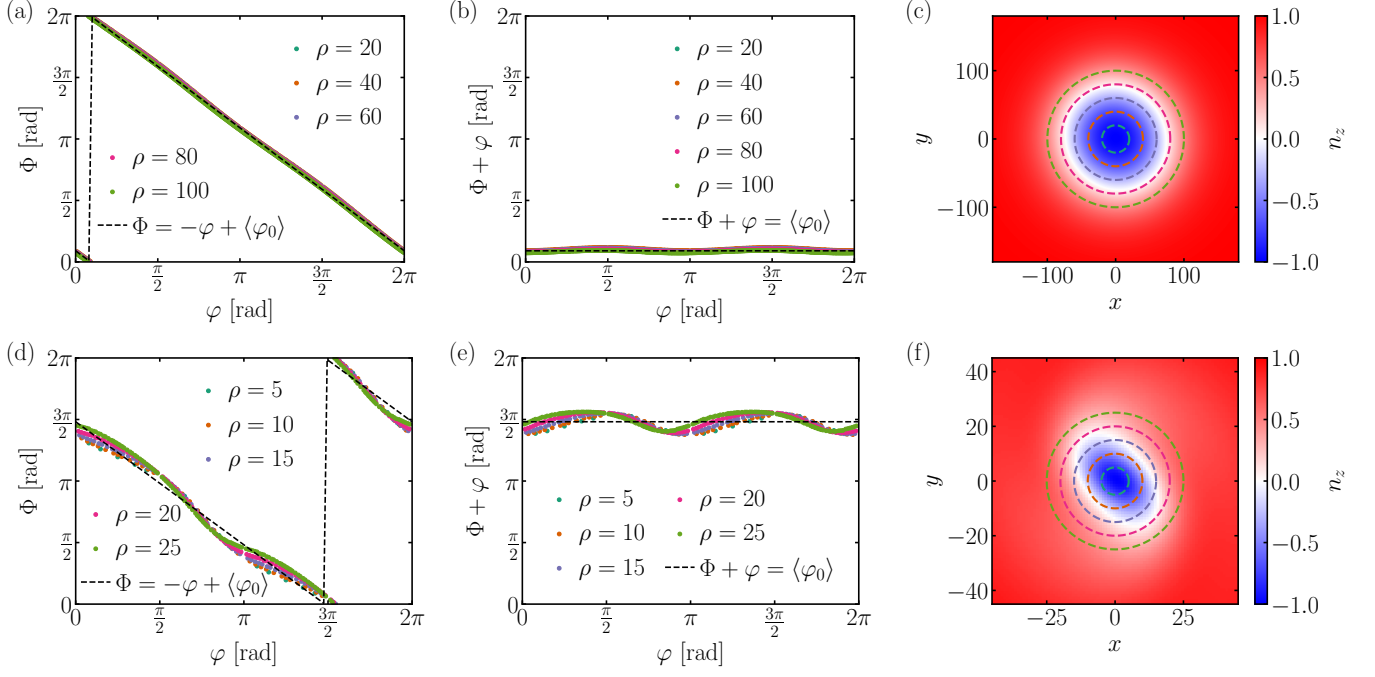 (a)
2π
3π/2
π
π/2
0
Φ [rad]
ρ = 20
ρ = 40
ρ = 60
ρ = 80
ρ = 100
Φ = −φ + ⟨φ₀⟩
0
π/2
π
3π/2
2π
φ [rad]
(b)
2π
3π/2
π
π/2
0
Φ + φ [rad]
ρ = 20
ρ = 40
ρ = 60
ρ = 80
ρ = 100
Φ + φ = ⟨φ₀⟩
0
π/2
π
3π/2
2π
φ [rad]
(c)
100
0
−100
y
−100
0
100
x
1.0
0.5
0.0
−0.5
−1.0
n_z
(d)
2π
3π/2
π
π/2
0
Φ [rad]
ρ = 5
ρ = 10
ρ = 15
ρ = 20
ρ = 25
Φ = −φ + ⟨φ₀⟩
0
π/2
π
3π/2
2π
φ [rad]
(e)
2π
3π/2
π
π/2
0
Φ + φ [rad]
ρ = 5
ρ = 10
ρ = 15
ρ = 20
ρ = 25
Φ + φ = ⟨φ₀⟩
0
π/2
π
3π/2
2π
φ [rad]
(f)
40
20
0
−20
−40
y
−25
0
25
x
1.0
0.5
0.0
−0.5
−1.0
n_z